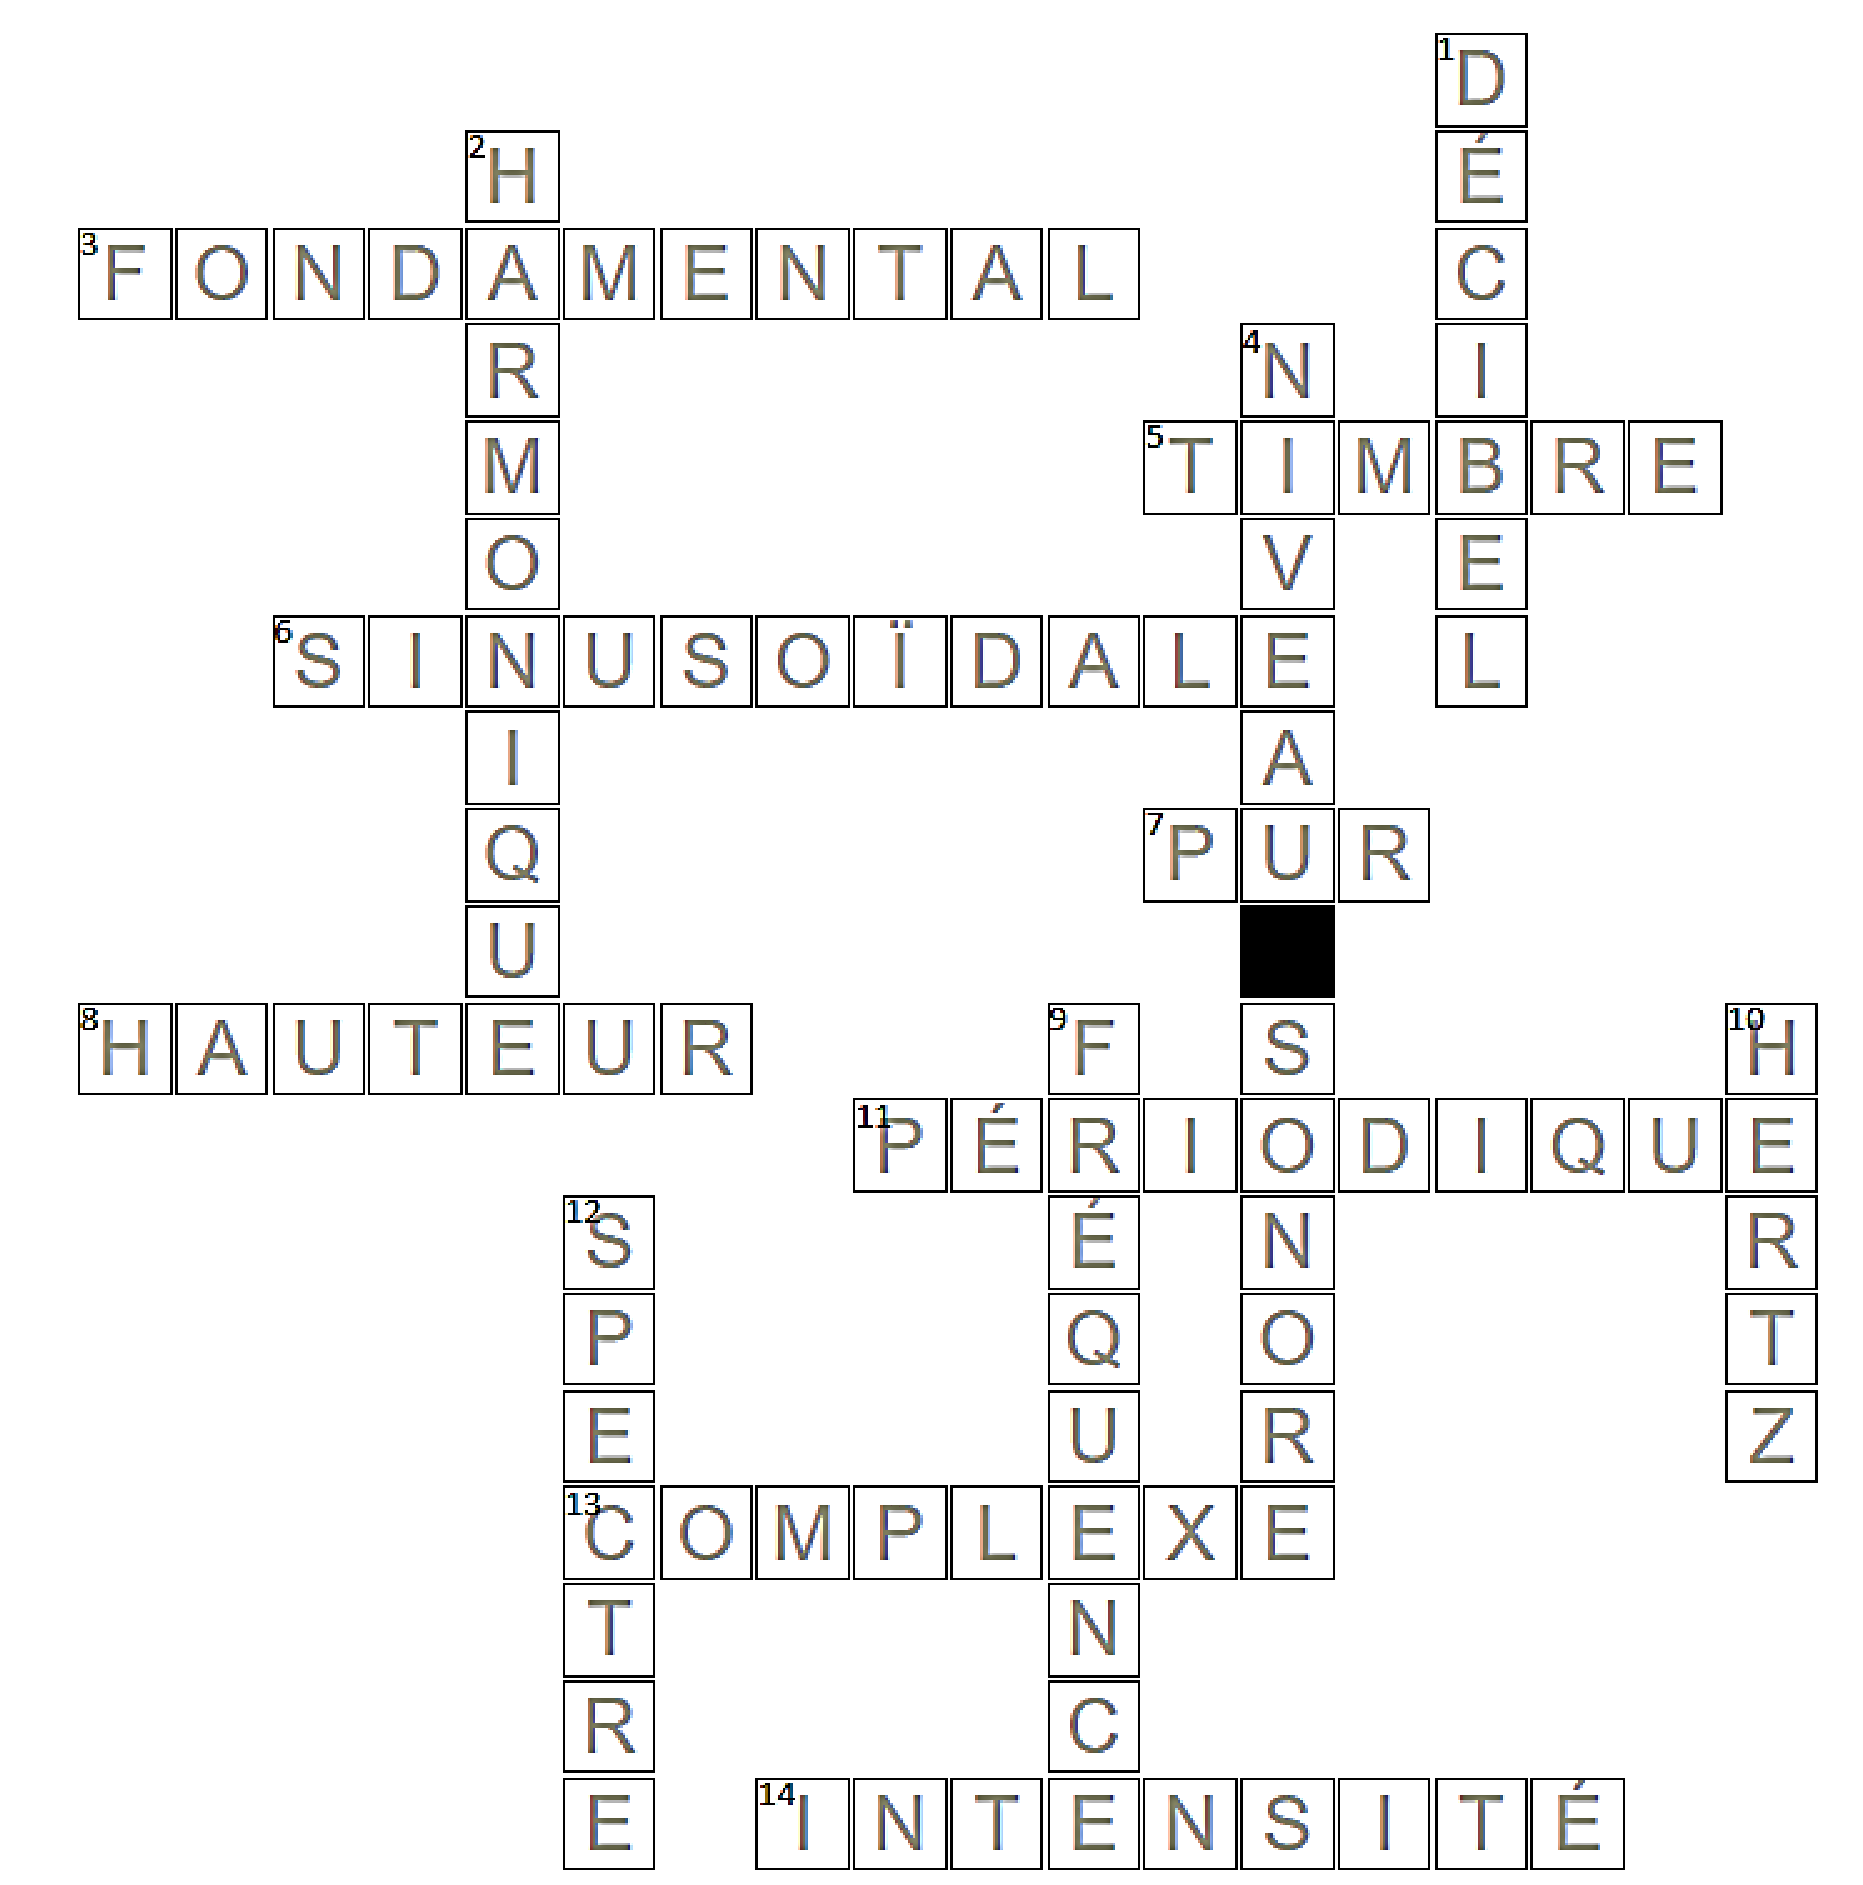 1 DÉCIBEL
2 HARMONIQUE
3 FONDAMENTAL
4 NIVEAU SONORE
5 TIMBRE
6 SINUSOÏDALE
7 PUR
8 HAUTEUR
9 FRÉQUENCE
10 HERTZ
11 PÉRIODIQUE
12 SPECTRE
13 COMPLEXE
14 INTENSITÉ